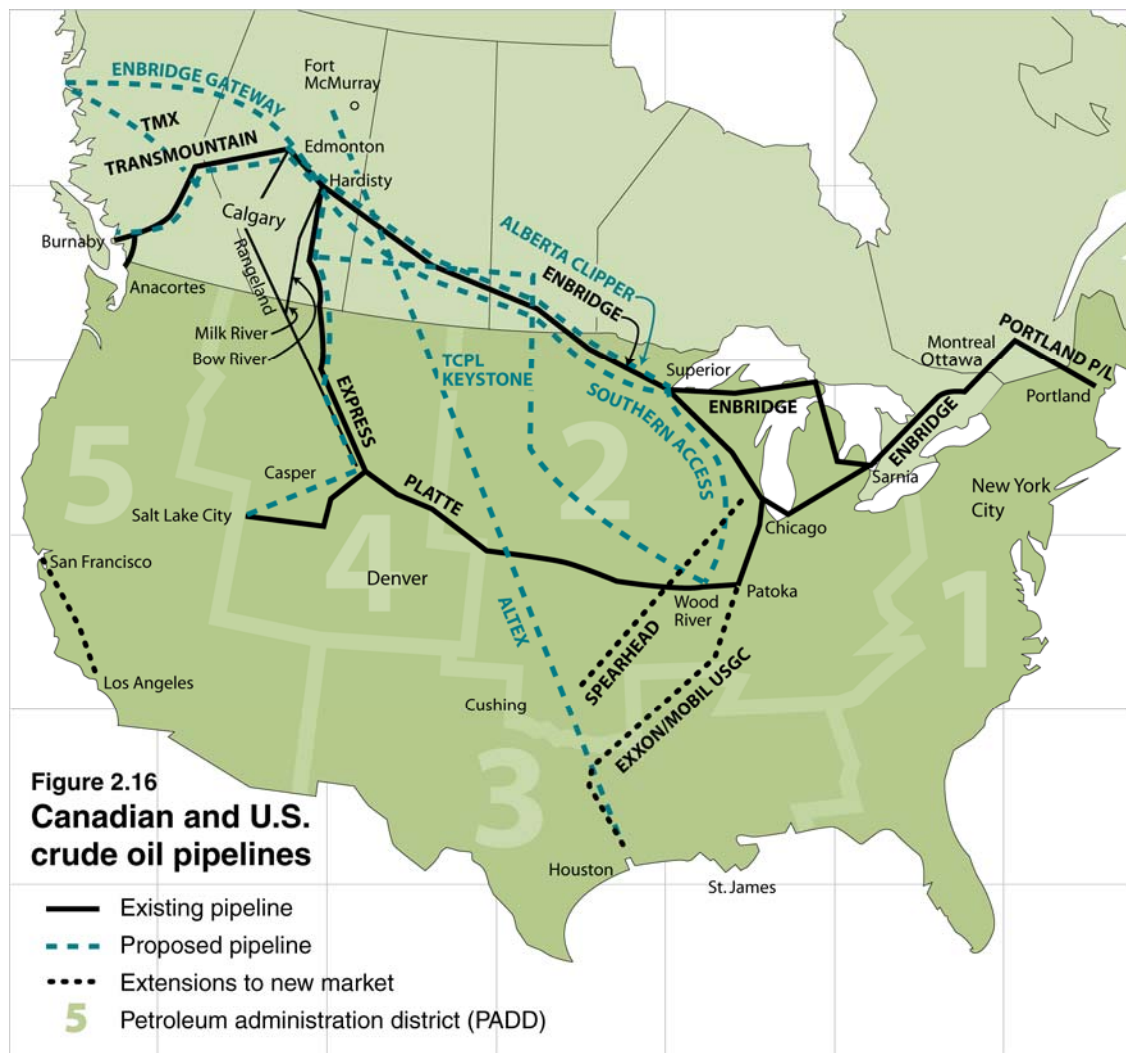 ENBRIDGE GATEWAY
Fort
McMurray
TMX
TRANSMOUNTAIN
Edmonton
Hardisty
Calgary
Burnaby
Rangeland
ALBERTA CLIPPER
ENBRIDGE
Anacortes
Milk River
Bow River
TCPL
KEYSTONE
Superior
Montreal
Ottawa
PORTLAND P/L
Portland
EXPRESS
SOUTHERN ACCESS
ENBRIDGE
ENBRIDGE
Sarnia
5
2
Casper
PLATTE
Salt Lake City
Chicago
New York
City
San Francisco
4
Denver
ALTEX
Wood
River
Patoka
1
SPEARHEAD
EXXON/MOBIL USGC
Los Angeles
Cushing
3
Houston
St. James
Figure 2.16
Canadian and U.S.
crude oil pipelines
Existing pipeline
Proposed pipeline
Extensions to new market
5 Petroleum administration district (PADD)